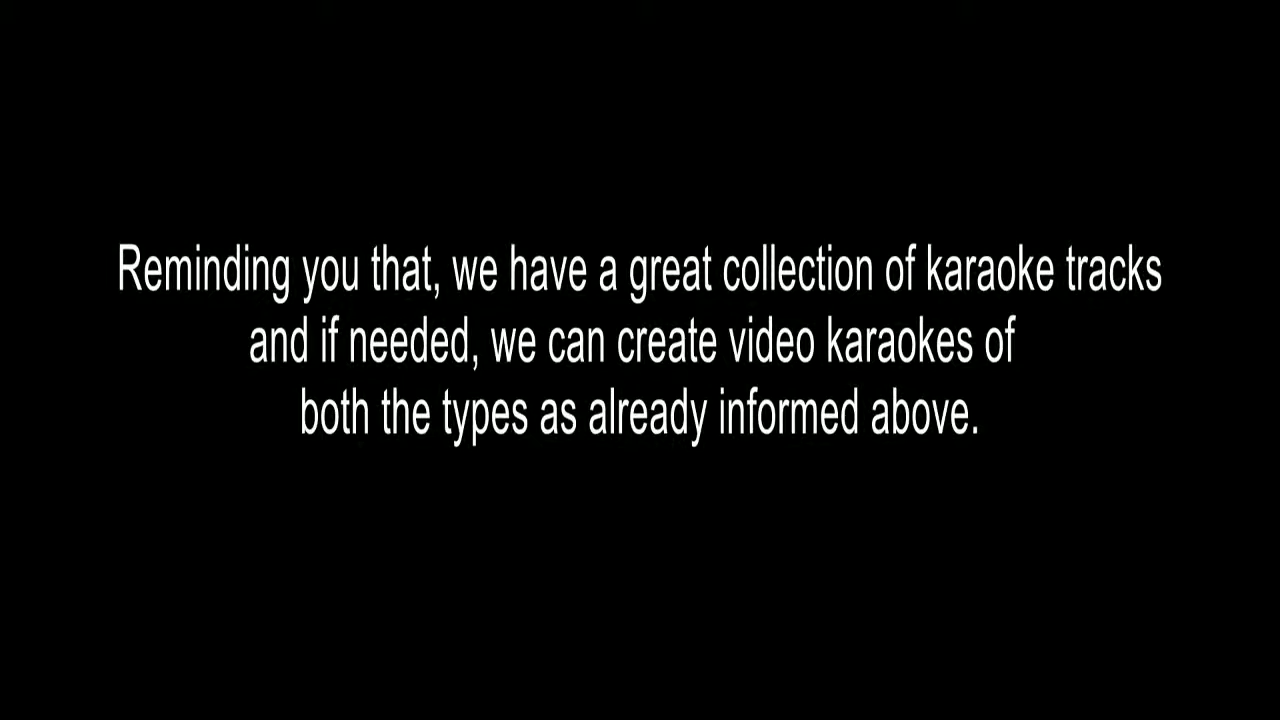 Reminding you that, we have a great collection of karaoke tracks
and if needed, we can create video karaokes of
both the types as already informed above.